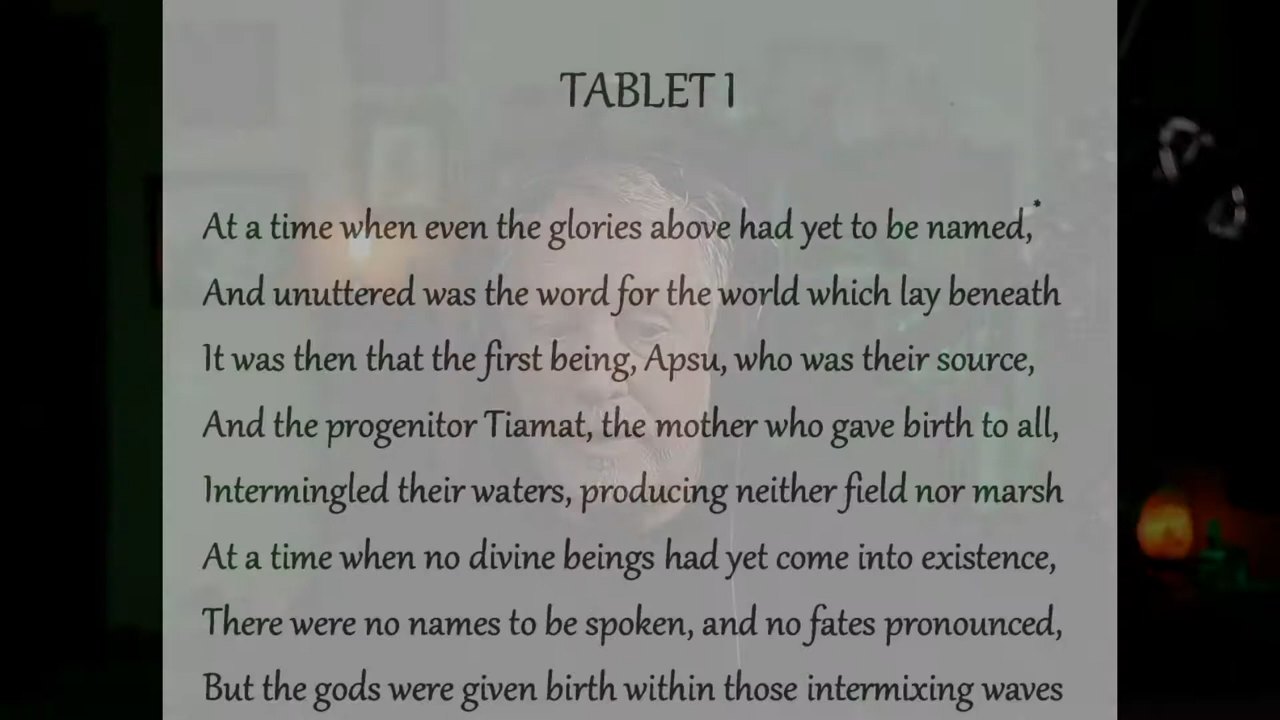 TABLET I
At a time when even the glories above had yet to be named,*
And unuttered was the word for the world which lay beneath
It was then that the first being, Apsu, who was their source,
And the progenitor Tiamat, the mother who gave birth to all,
Intermingled their waters, producing neither field nor marsh
At a time when no divine beings had yet come into existence,
There were no names to be spoken, and no fates pronounced,
But the gods were given birth within those intermixing waves